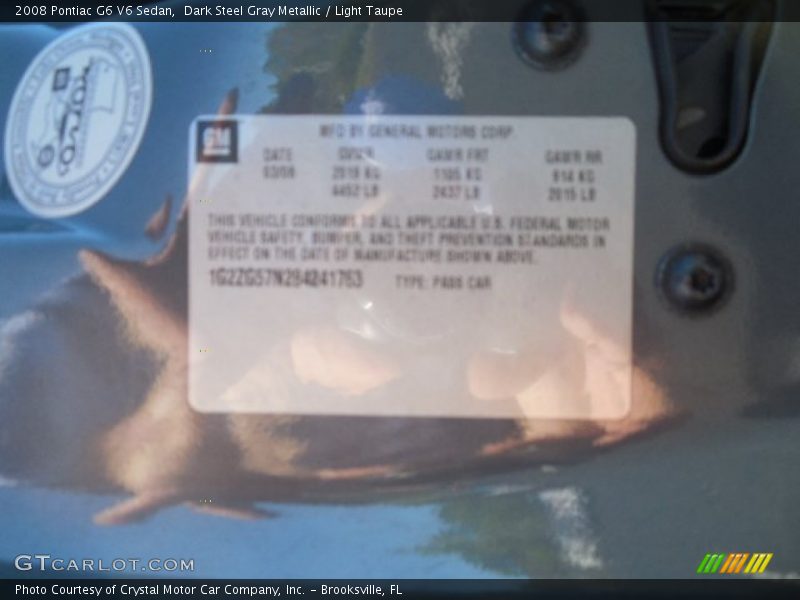 2008 Pontiac G6 V6 Sedan,  Dark Steel Gray Metallic / Light Taupe
GM
MFD BY GENERAL MOTORS CORP
DATE GVWR GAWR FRT GAWR RR
03/08 2018 KG 1105 KG 914 KG
4452 LB 2437 LB 2015 LB
THIS VEHICLE CONFORMS TO ALL APPLICABLE U.S. FEDERAL MOTOR
VEHICLE SAFETY, BUMPER, AND THEFT PREVENTION STANDARDS IN
EFFECT ON THE DATE OF MANUFACTURE SHOWN ABOVE.
1G2ZG57N284241753 TYPE: PASS CAR
GTCARLOT.COM
Photo Courtesy of Crystal Motor Car Company, Inc. – Brooksville, FL